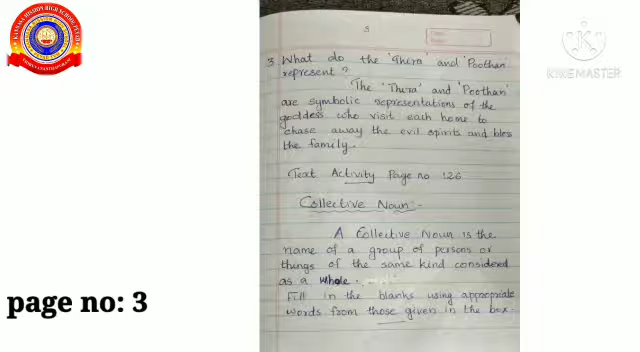 3
3 What do the 'Thira' and 'Poothan'
represent?
The 'Thira' and 'Poothan'
are symbolic representations of the
goddess who visit each home to
chase away the evil spirits and bles
the family.
Text Activity Page no 126
Collective Noun :-
A Collective Noun is the
name of a group of persons or
things of the same kind considered
as a whole.
Fill in the blanks using appropriate
words from those given in the box.
page no: 3
KINEMASTER